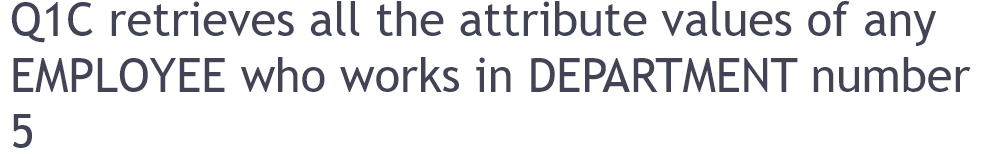 Q1C retrieves all the attribute values of any
EMPLOYEE who works in DEPARTMENT number
5